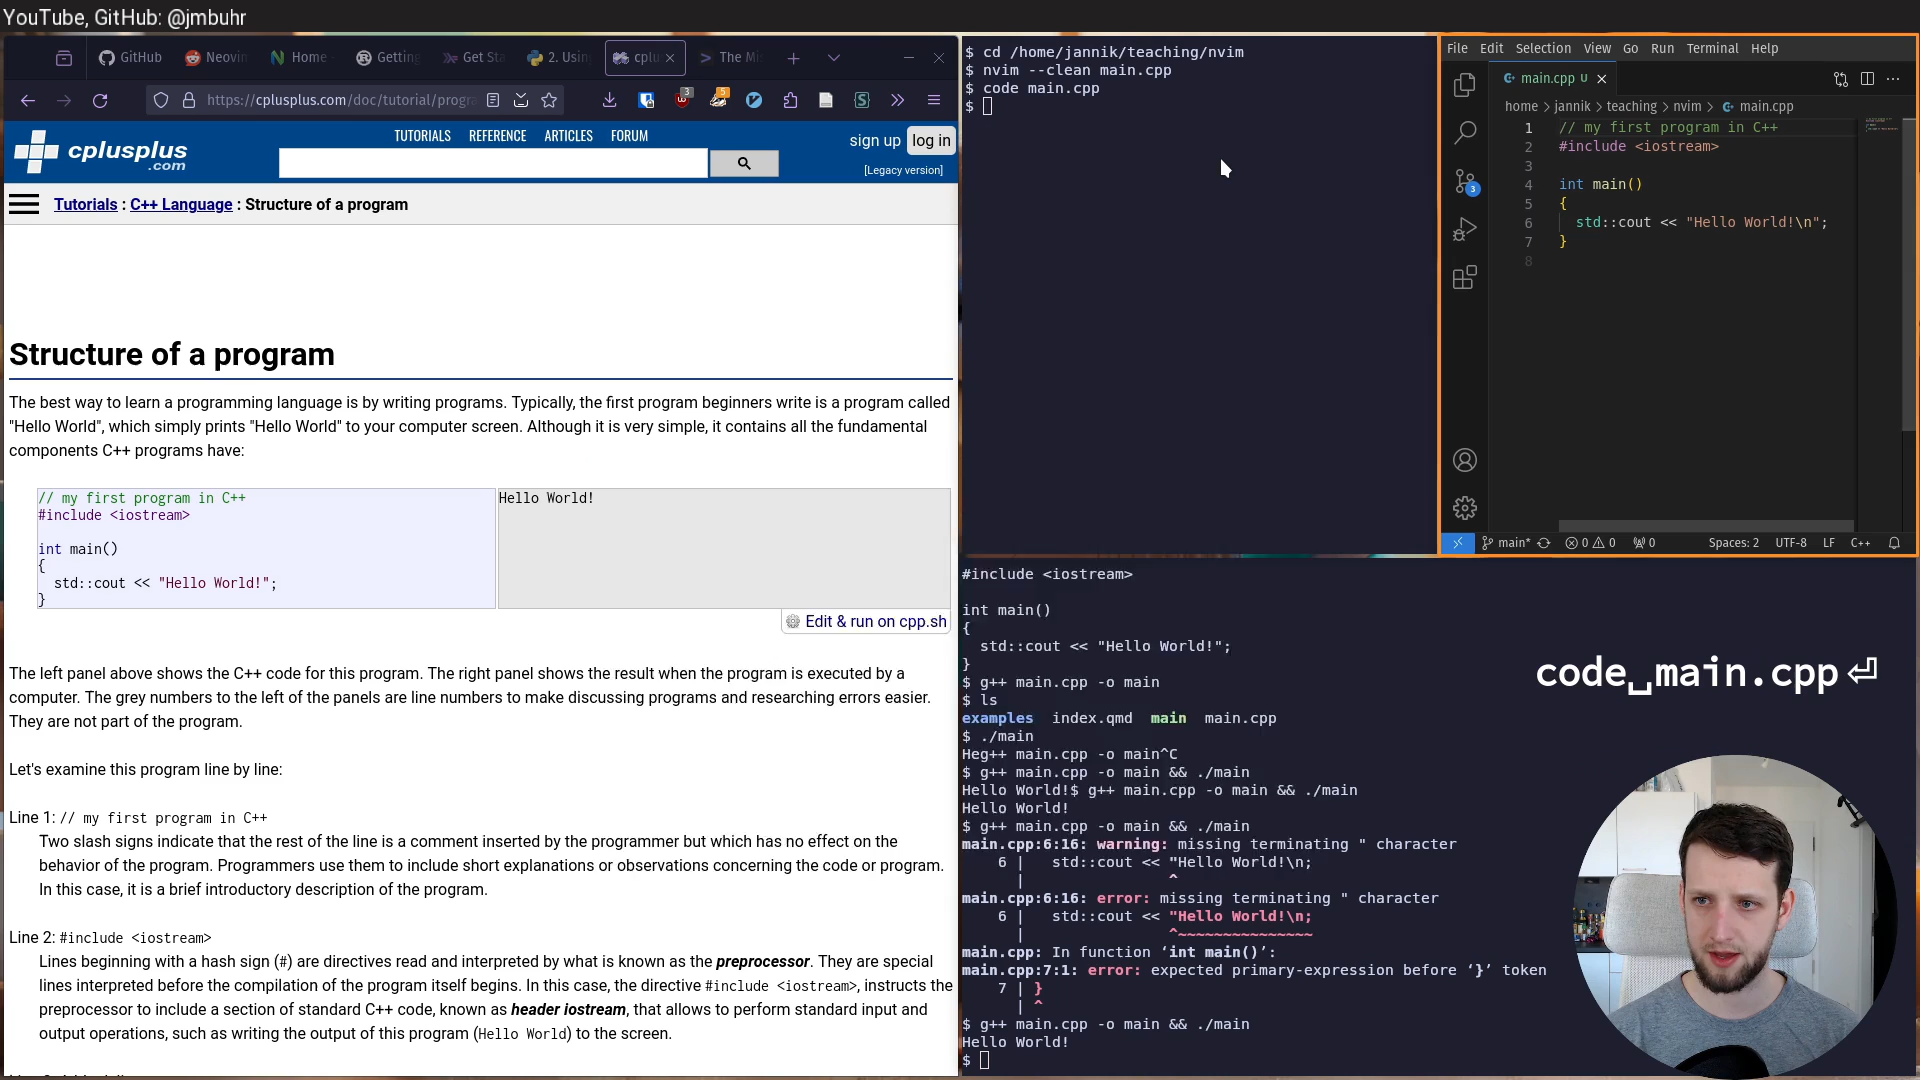 YouTube, GitHub: @jmbuhr
GitHub
Neovin
Home
Getting
Get Sta
2. Usin
cplu
The Mi
https://cplusplus.com/doc/tutorial/progra
3
5
cplusplus
.com
TUTORIALS REFERENCE ARTICLES FORUM
sign up log in
[Legacy version]
Tutorials : C++ Language : Structure of a program
Structure of a program
The best way to learn a programming language is by writing programs. Typically, the first program beginners write is a program called
"Hello World", which simply prints "Hello World" to your computer screen. Although it is very simple, it contains all the fundamental
components C++ programs have:
// my first program in C++
#include <iostream>
int main()
{
std::cout << "Hello World!";
}
Hello World!
Edit & run on cpp.sh
The left panel above shows the C++ code for this program. The right panel shows the result when the program is executed by a
computer. The grey numbers to the left of the panels are line numbers to make discussing programs and researching errors easier.
They are not part of the program.
Let's examine this program line by line:
Line 1: // my first program in C++
Two slash signs indicate that the rest of the line is a comment inserted by the programmer but which has no effect on the
behavior of the program. Programmers use them to include short explanations or observations concerning the code or program.
In this case, it is a brief introductory description of the program.
Line 2: #include <iostream>
Lines beginning with a hash sign (#) are directives read and interpreted by what is known as the preprocessor. They are special
lines interpreted before the compilation of the program itself begins. In this case, the directive #include <iostream>, instructs the
preprocessor to include a section of standard C++ code, known as header iostream, that allows to perform standard input and
output operations, such as writing the output of this program (Hello World) to the screen.
$ cd /home/jannik/teaching/nvim
$ nvim --clean main.cpp
$ code main.cpp
$
File Edit Selection View Go Run Terminal Help
main.cpp U
home > jannik > teaching > nvim > main.cpp
1 // my first program in C++
2 #include <iostream>
3
4 int main()
5 {
6 std::cout << "Hello World!\n";
7 }
8
3
main* 0 0 0 Spaces: 2 UTF-8 LF C++
#include <iostream>
int main()
{
std::cout << "Hello World!";
}
$ g++ main.cpp -o main
$ ls
examples index.qmd main main.cpp
$ ./main
Heg++ main.cpp -o main^C
$ g++ main.cpp -o main && ./main
Hello World!$ g++ main.cpp -o main && ./main
Hello World!
$ g++ main.cpp -o main && ./main
main.cpp:6:16: warning: missing terminating " character
6 | std::cout << "Hello World!\n;
| ^
main.cpp:6:16: error: missing terminating " character
6 | std::cout << "Hello World!\n;
| ^~~~~~~~~~~~~~~
main.cpp: In function ‘int main()’:
main.cpp:7:1: error: expected primary-expression before ‘}’ token
7 | }
| ^
$ g++ main.cpp -o main && ./main
Hello World!
$
code␣main.cpp⏎